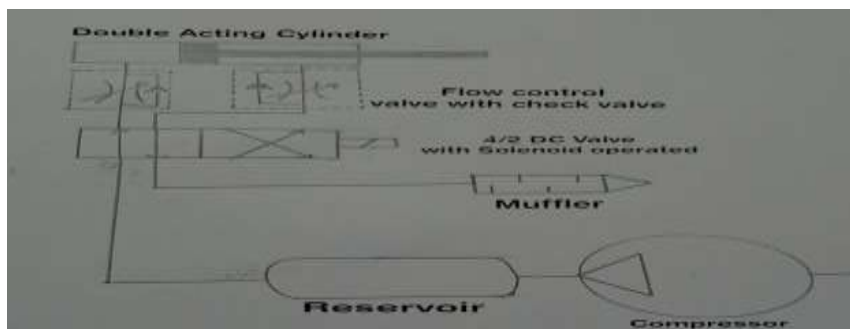 Double Acting Cylinder
Flow control
valve with check valve
4/2 DC Valve
with Solenoid operated
Muffler
Reservoir
Compressor